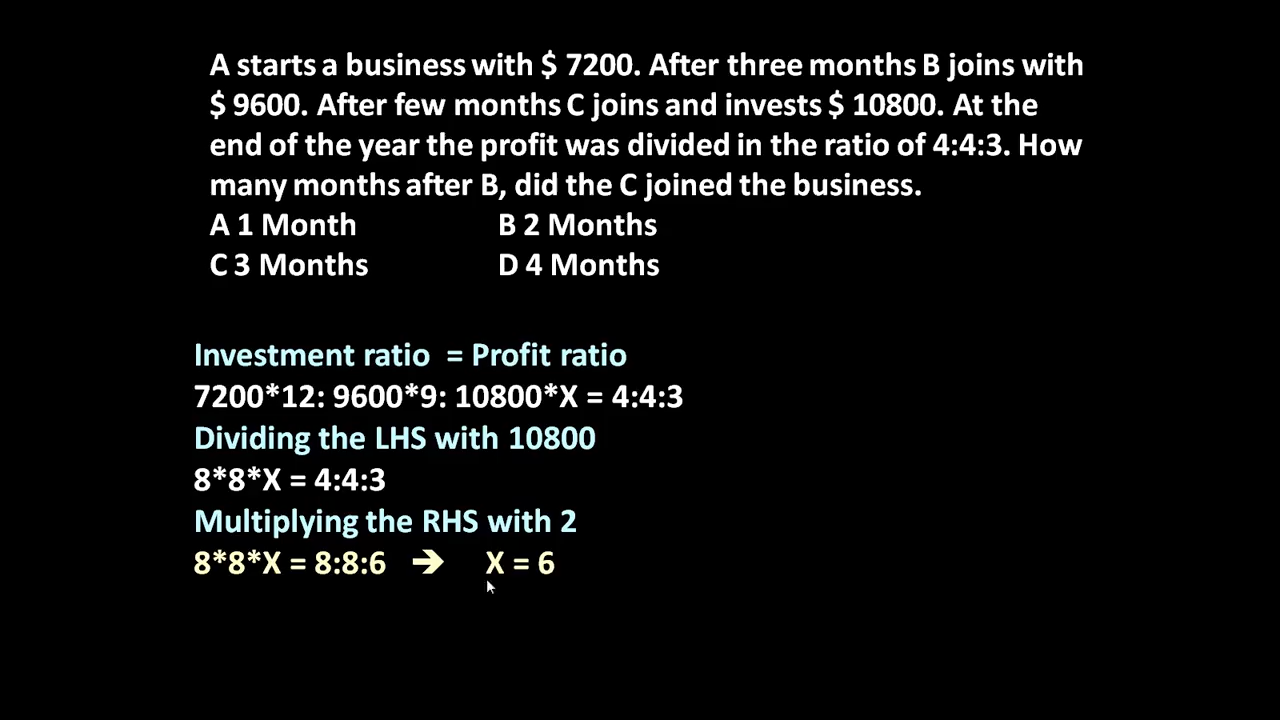 A starts a business with $ 7200. After three months B joins with
$ 9600. After few months C joins and invests $ 10800. At the
end of the year the profit was divided in the ratio of 4:4:3. How
many months after B, did the C joined the business.
A 1 Month B 2 Months
C 3 Months D 4 Months
Investment ratio = Profit ratio
7200*12: 9600*9: 10800*X = 4:4:3
Dividing the LHS with 10800
8*8*X = 4:4:3
Multiplying the RHS with 2
8*8*X = 8:8:6 ➔ X = 6